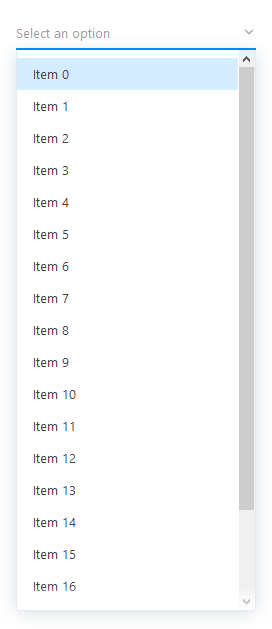 Select an option
Item 0
Item 1
Item 2
Item 3
Item 4
Item 5
Item 6
Item 7
Item 8
Item 9
Item 10
Item 11
Item 12
Item 13
Item 14
Item 15
Item 16